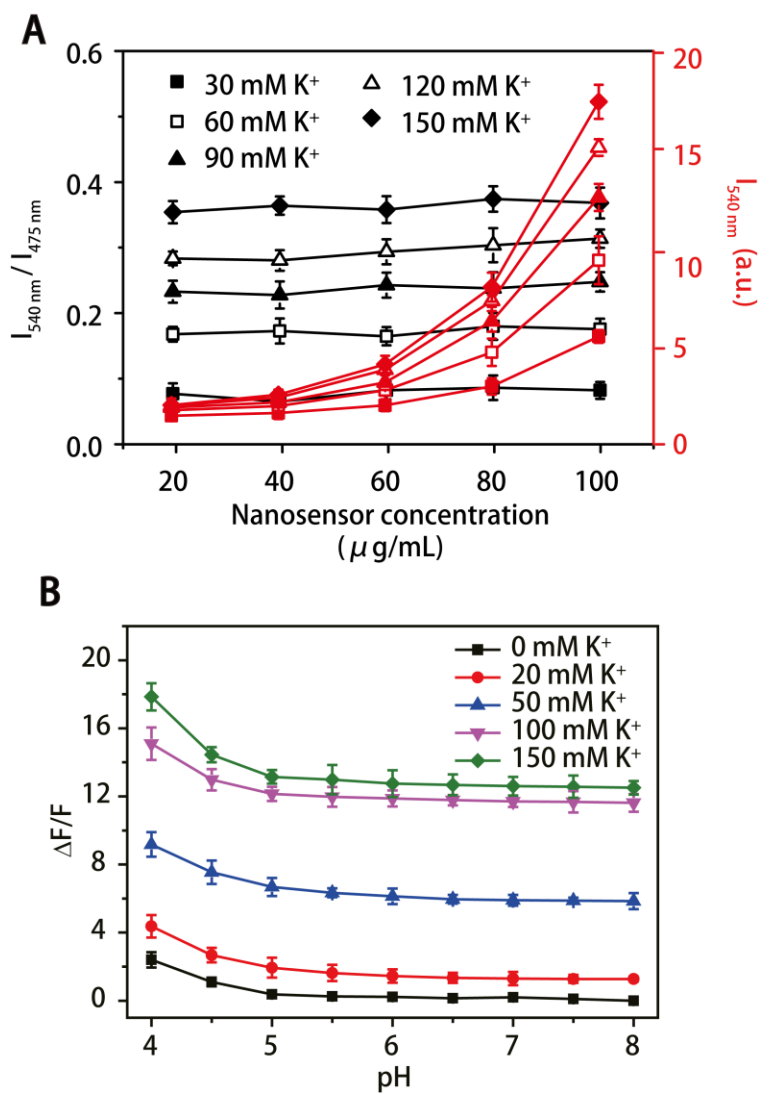 A
0.6
0.4
0.2
0.0
I540 nm / I475 nm
30 mM K+
60 mM K+
90 mM K+
120 mM K+
150 mM K+
20
15
10
5
0
I540 nm (a.u.)
20 40 60 80 100
Nanosensor concentration
( μ g/mL)
B
20
16
12
8
4
0
ΔF/F
0 mM K+
20 mM K+
50 mM K+
100 mM K+
150 mM K+
4 5 6 7 8
pH